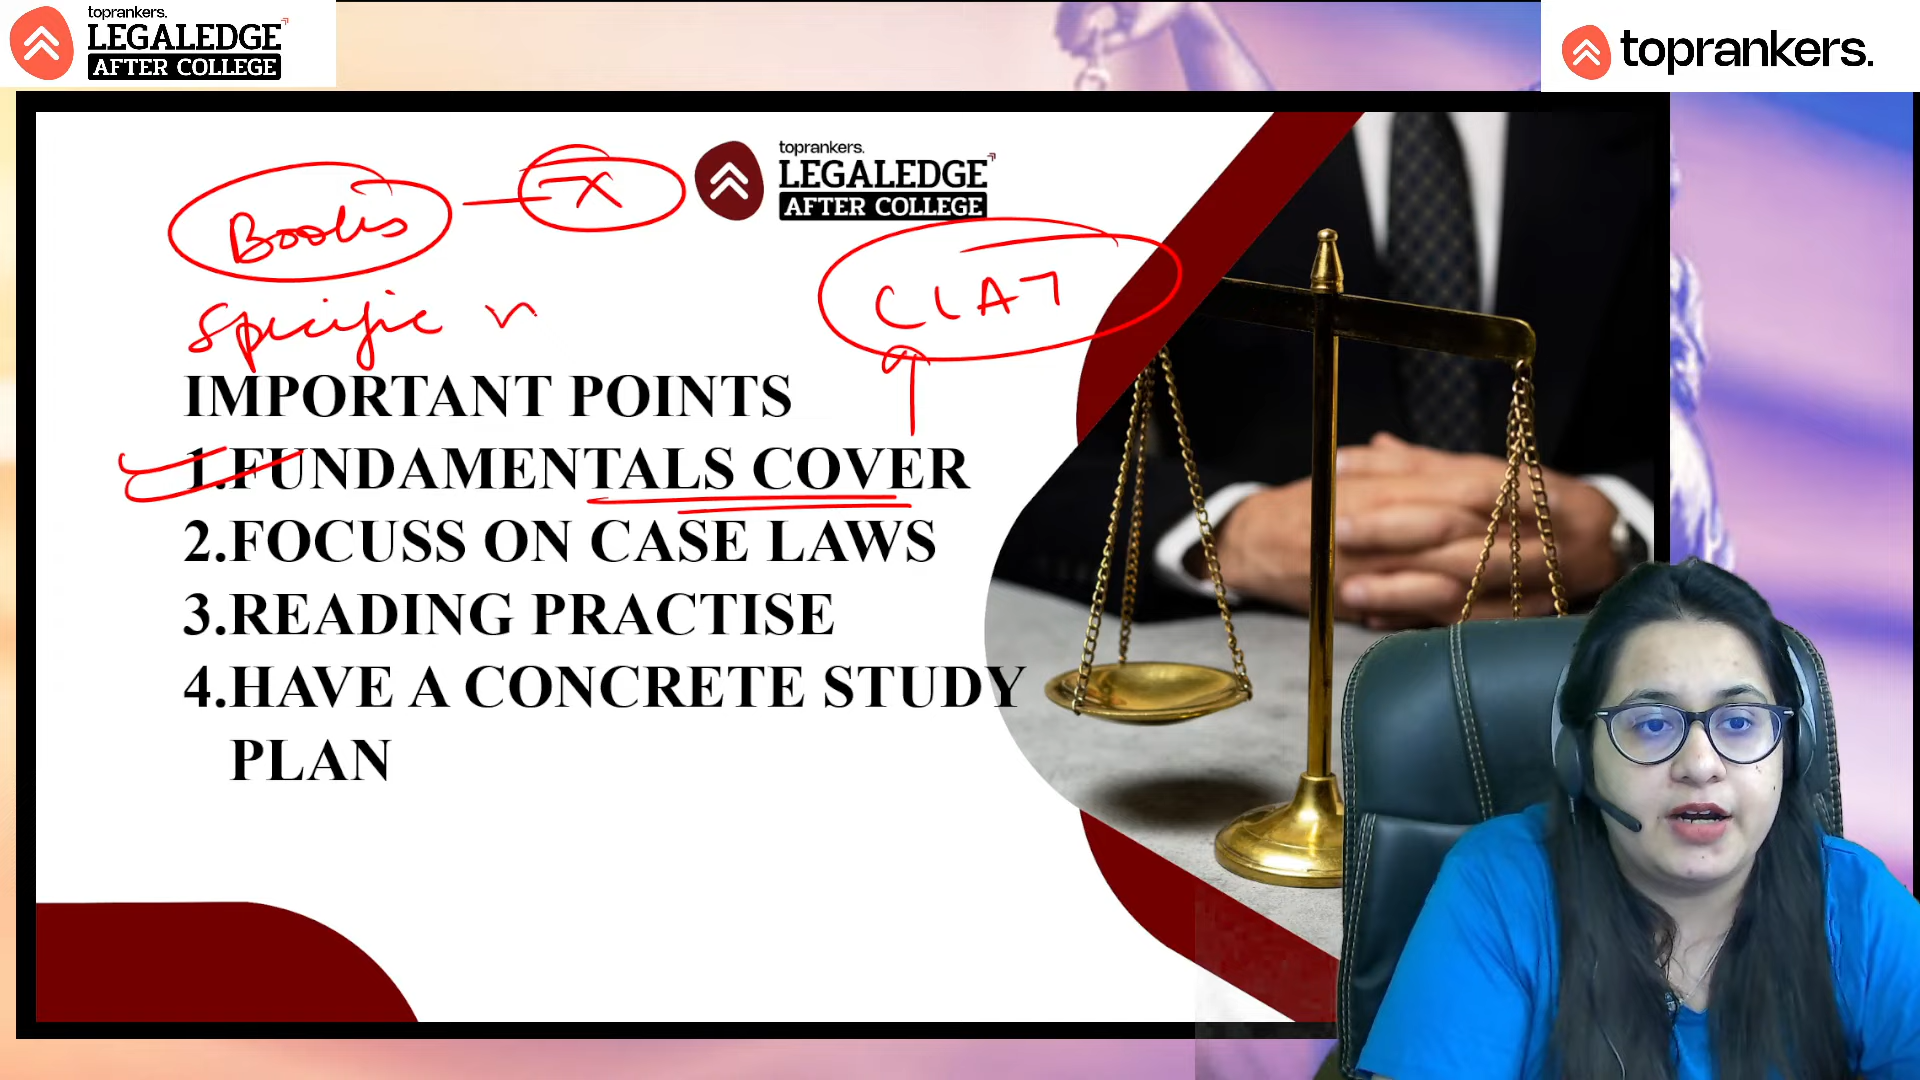 toprankers.
LEGALEDGE
AFTER COLLEGE
toprankers.
toprankers.
LEGALEDGE
AFTER COLLEGE
Books — X
CLAT
Specific
IMPORTANT POINTS
1.FUNDAMENTALS COVER
2.FOCUSS ON CASE LAWS
3.READING PRACTISE
4.HAVE A CONCRETE STUDY
PLAN